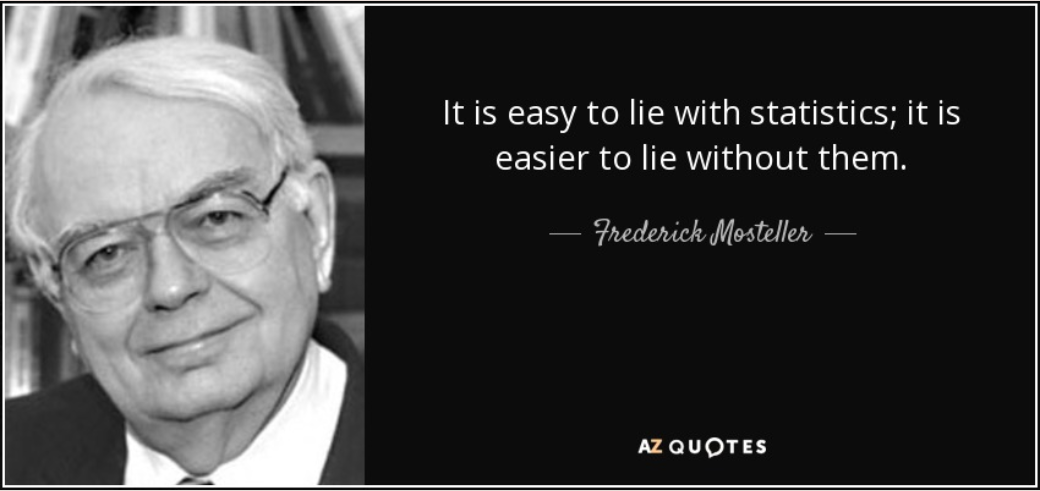 It is easy to lie with statistics; it is
easier to lie without them.
Frederick Mosteller
AZ QUOTES